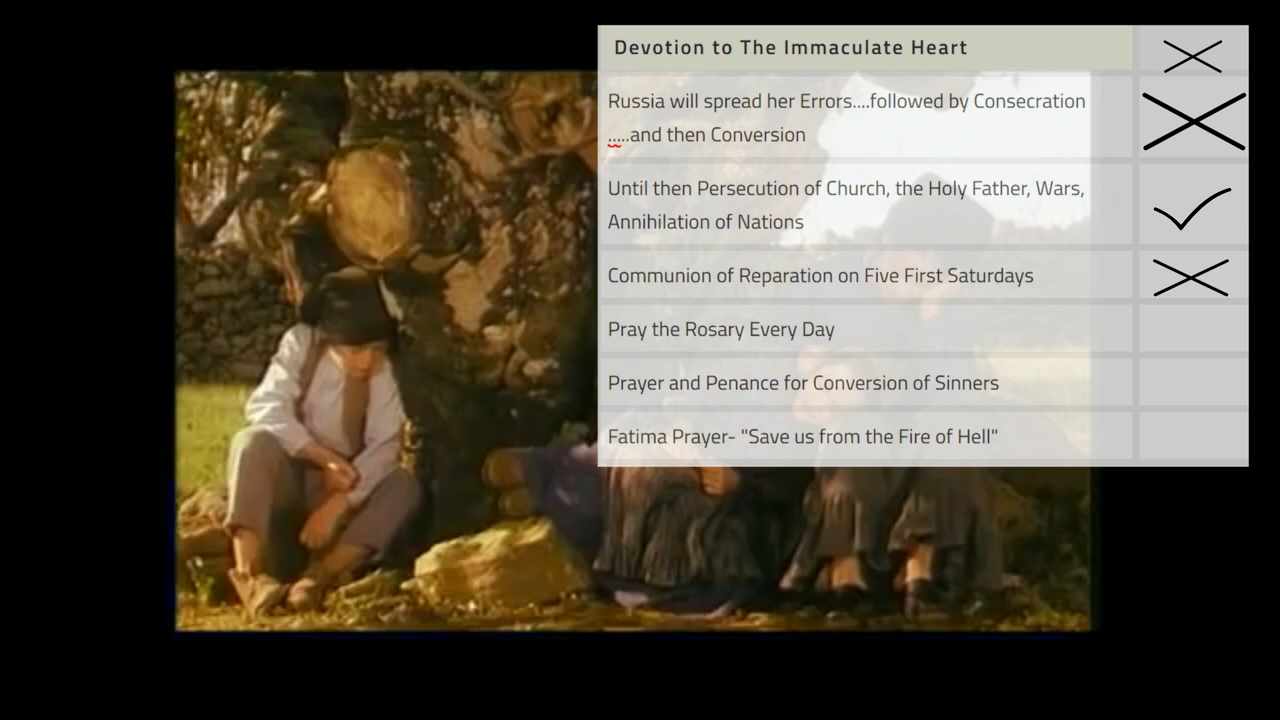 Devotion to The Immaculate Heart
Russia will spread her Errors....followed by Consecration
.....and then Conversion
Until then Persecution of Church, the Holy Father, Wars,
Annihilation of Nations
Communion of Reparation on Five First Saturdays
Pray the Rosary Every Day
Prayer and Penance for Conversion of Sinners
Fatima Prayer- "Save us from the Fire of Hell"